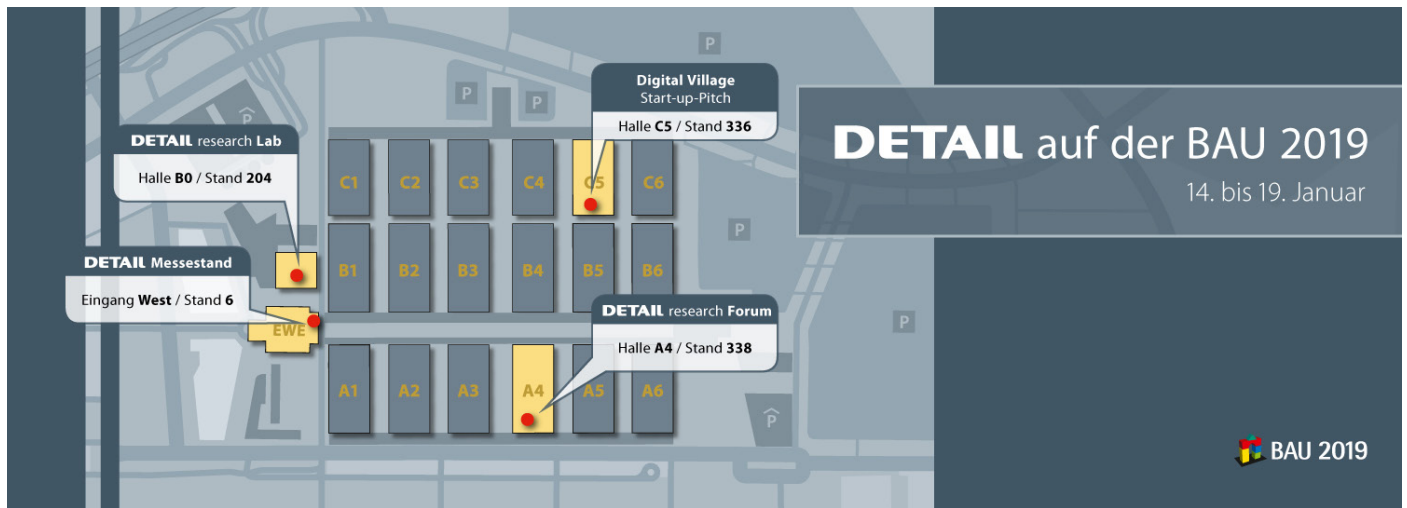 DETAIL auf der BAU 2019
14. bis 19. Januar
Digital Village
Start-up-Pitch
Halle C5 / Stand 336
DETAIL research Lab
Halle B0 / Stand 204
DETAIL Messestand
Eingang West / Stand 6
DETAIL research Forum
Halle A4 / Stand 338
P
P
P
P
C1 C2 C3 C4 C5 C6
P
B1 B2 B3 B4 B5 B6
EWE
P
A1 A2 A3 A4 A5 A6
P
BAU 2019